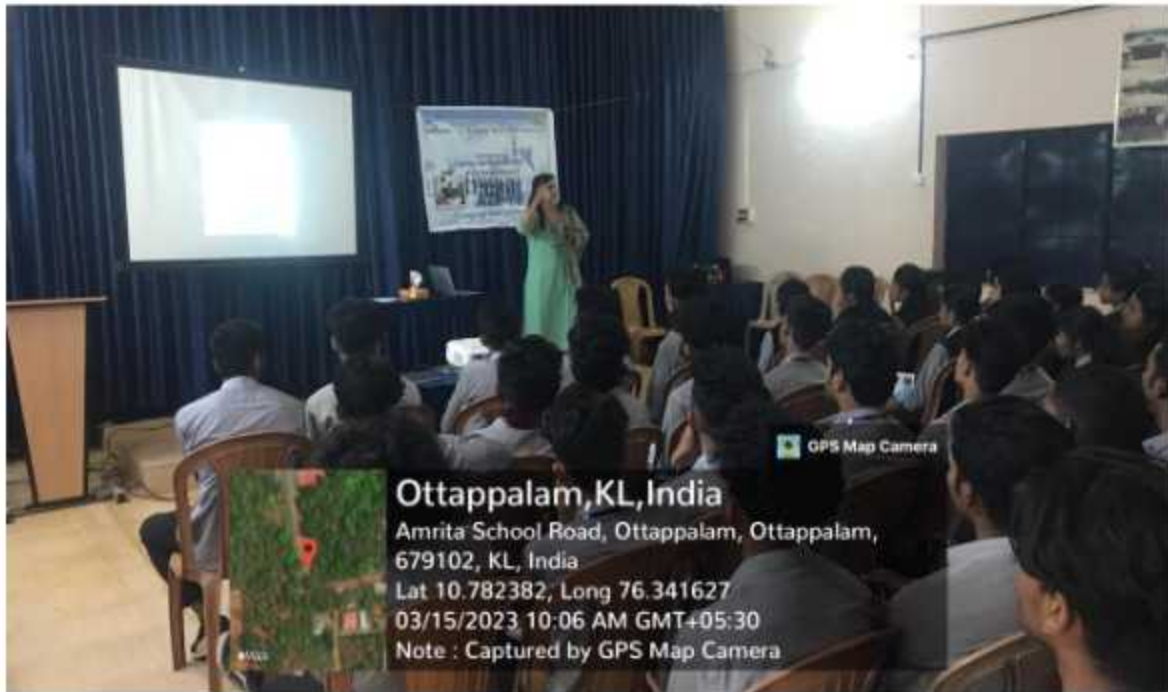 GPS Map Camera
Ottappalam,KL,India
Amrita School Road, Ottappalam, Ottappalam,
679102, KL, India
Lat 10.782382, Long 76.341627
03/15/2023 10:06 AM GMT+05:30
Note : Captured by GPS Map Camera